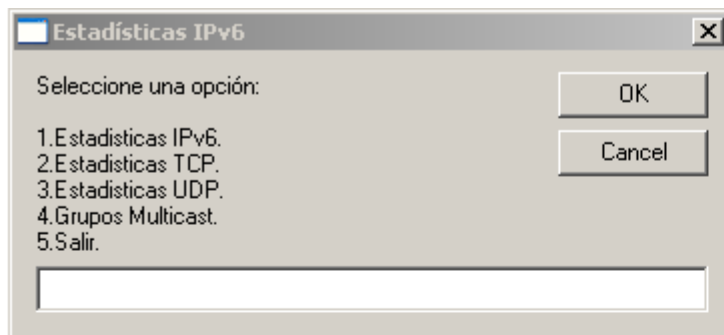 Estadísticas IPv6
Seleccione una opción:
OK
1.Estadisticas IPv6.
2.Estadisticas TCP.
3.Estadisticas UDP.
4.Grupos Multicast.
5.Salir.
Cancel